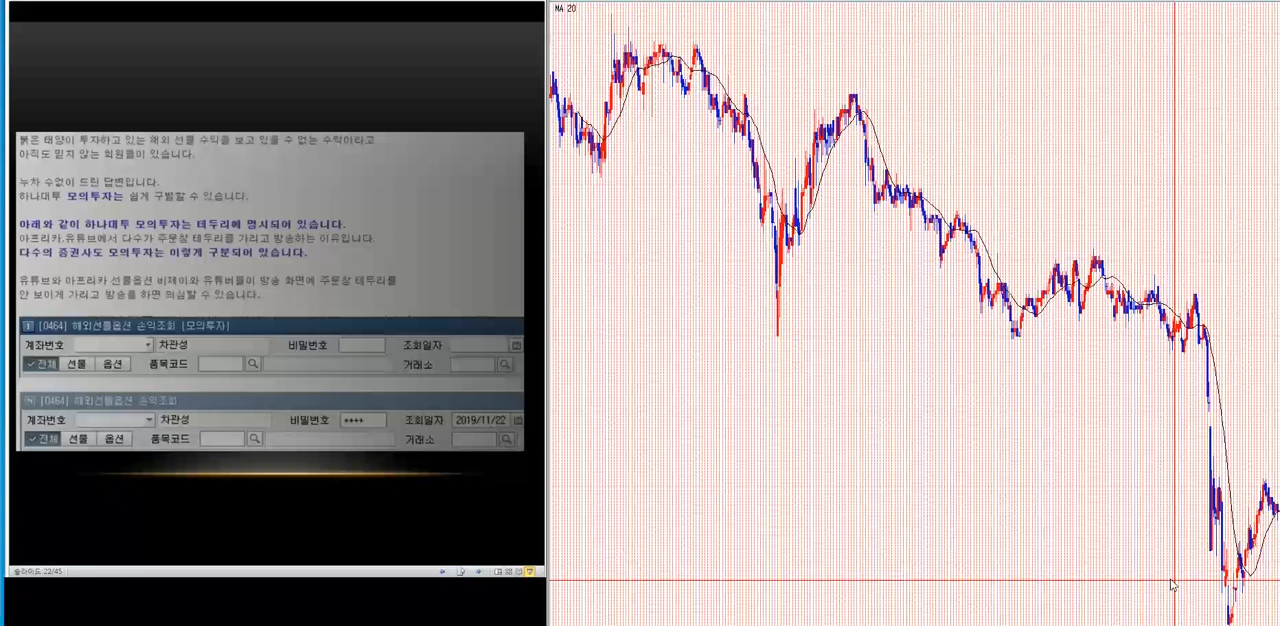 MA 20
붉은 태양이 투자하고 있는 해외 선물 수익을 보고 있을 수 없는 수익이라고
아직도 믿지 않는 회원들이 있습니다.
누차 수없이 드린 답변입니다.
하나대투 모의투자는 쉽게 구별할 수 있습니다.
아래와 같이 하나대투 모의투자는 테두리에 명시되어 있습니다.
아프리카,유튜브에서 다수가 주문창 테두리를 가리고 방송하는 이유입니다.
다수의 증권사도 모의투자는 이렇게 구분되어 있습니다.
유튜브와 아프리카 선물옵션 비제이와 유튜버들이 방송 화면에 주문창 테두리를
안 보이게 가리고 방송을 하면 의심할 수 있습니다.
[0464] 해외선물옵션 손익조회 [모의투자]
계좌번호 차관성 비밀번호 조회일자
전체 선물 옵션 품목코드 거래소
[0464] 해외선물옵션 손익조회
계좌번호 차관성 비밀번호 **** 조회일자 2019/11/22
전체 선물 옵션 품목코드 거래소
슬라이드 22/45